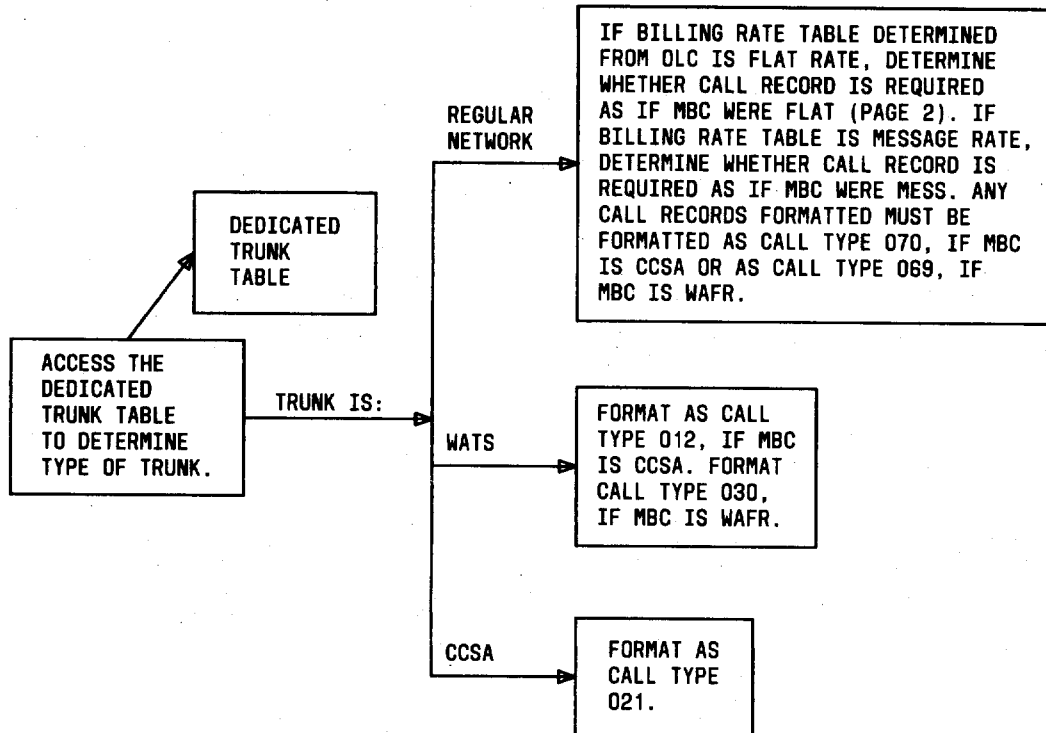 IF BILLING RATE TABLE DETERMINED
FROM OLC IS FLAT RATE, DETERMINE
WHETHER CALL RECORD IS REQUIRED
AS IF MBC WERE FLAT (PAGE 2). IF
BILLING RATE TABLE IS MESSAGE RATE,
DETERMINE WHETHER CALL RECORD IS
REQUIRED AS IF MBC WERE MESS. ANY
CALL RECORDS FORMATTED MUST BE
FORMATTED AS CALL TYPE 070, IF MBC
IS CCSA OR AS CALL TYPE 069, IF
MBC IS WAFR.
REGULAR
NETWORK
DEDICATED
TRUNK
TABLE
ACCESS THE
DEDICATED
TRUNK TABLE
TO DETERMINE
TYPE OF TRUNK.
TRUNK IS:
WATS
FORMAT AS CALL
TYPE 012, IF MBC
IS CCSA. FORMAT
CALL TYPE 030,
IF MBC IS WAFR.
CCSA
FORMAT AS
CALL TYPE
021.